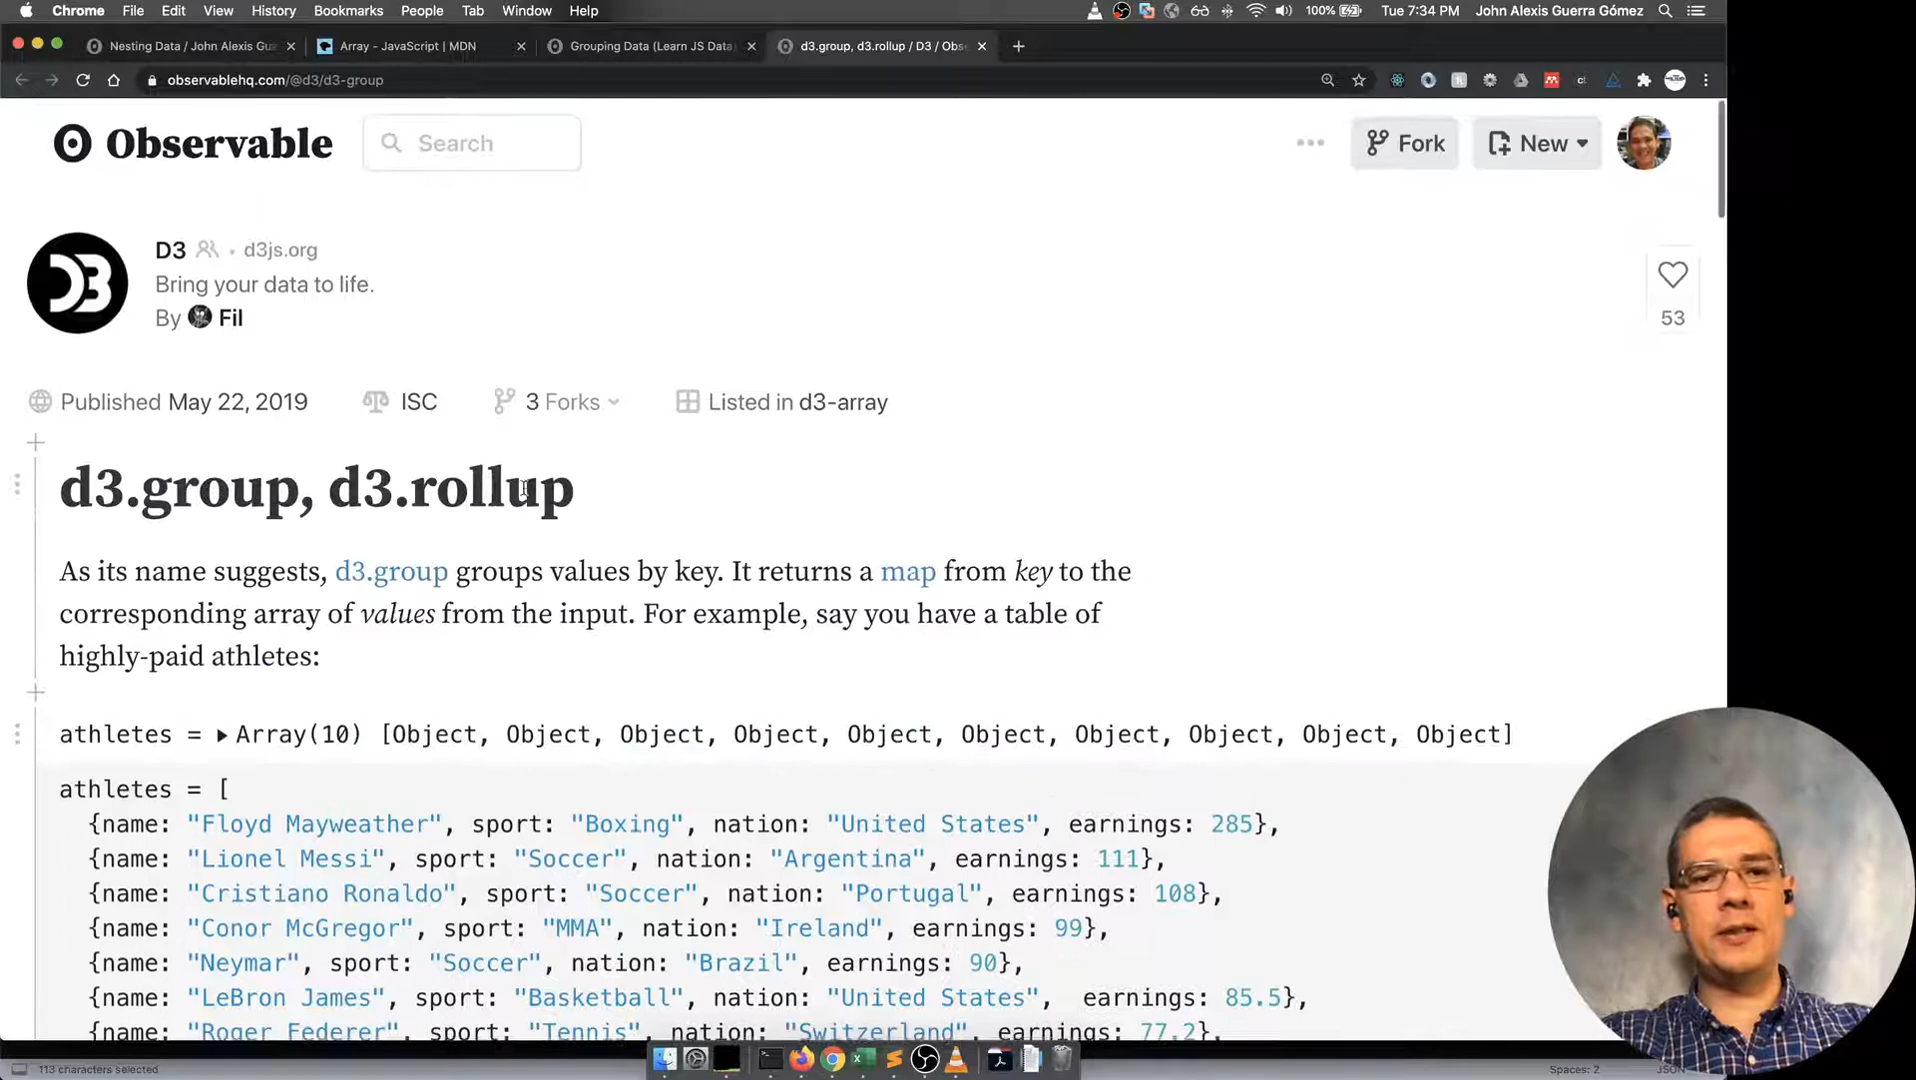 Chrome File Edit View History Bookmarks People Tab Window Help 100% Tue 7:34 PM John Alexis Guerra Gómez
Nesting Data / John Alexis Gue
Array - JavaScript | MDN
Grouping Data (Learn JS Data
d3.group, d3.rollup / D3 / Obs
observablehq.com/@d3/d3-group
Observable
Search
Fork
New
D3 • d3js.org
Bring your data to life.
By Fil
53
Published May 22, 2019
ISC
3 Forks
Listed in d3-array
d3.group, d3.rollup
As its name suggests, d3.group groups values by key. It returns a map from key to the
corresponding array of values from the input. For example, say you have a table of
highly-paid athletes:
athletes = ▸ Array(10) [Object, Object, Object, Object, Object, Object, Object, Object, Object, Object]
athletes = [
{name: "Floyd Mayweather", sport: "Boxing", nation: "United States", earnings: 285},
{name: "Lionel Messi", sport: "Soccer", nation: "Argentina", earnings: 111},
{name: "Cristiano Ronaldo", sport: "Soccer", nation: "Portugal", earnings: 108},
{name: "Conor McGregor", sport: "MMA", nation: "Ireland", earnings: 99},
{name: "Neymar", sport: "Soccer", nation: "Brazil", earnings: 90},
{name: "LeBron James", sport: "Basketball", nation: "United States", earnings: 85.5},
{name: "Roger Federer", sport: "Tennis", nation: "Switzerland", earnings: 77.2},
113 characters selected
Spaces: 2